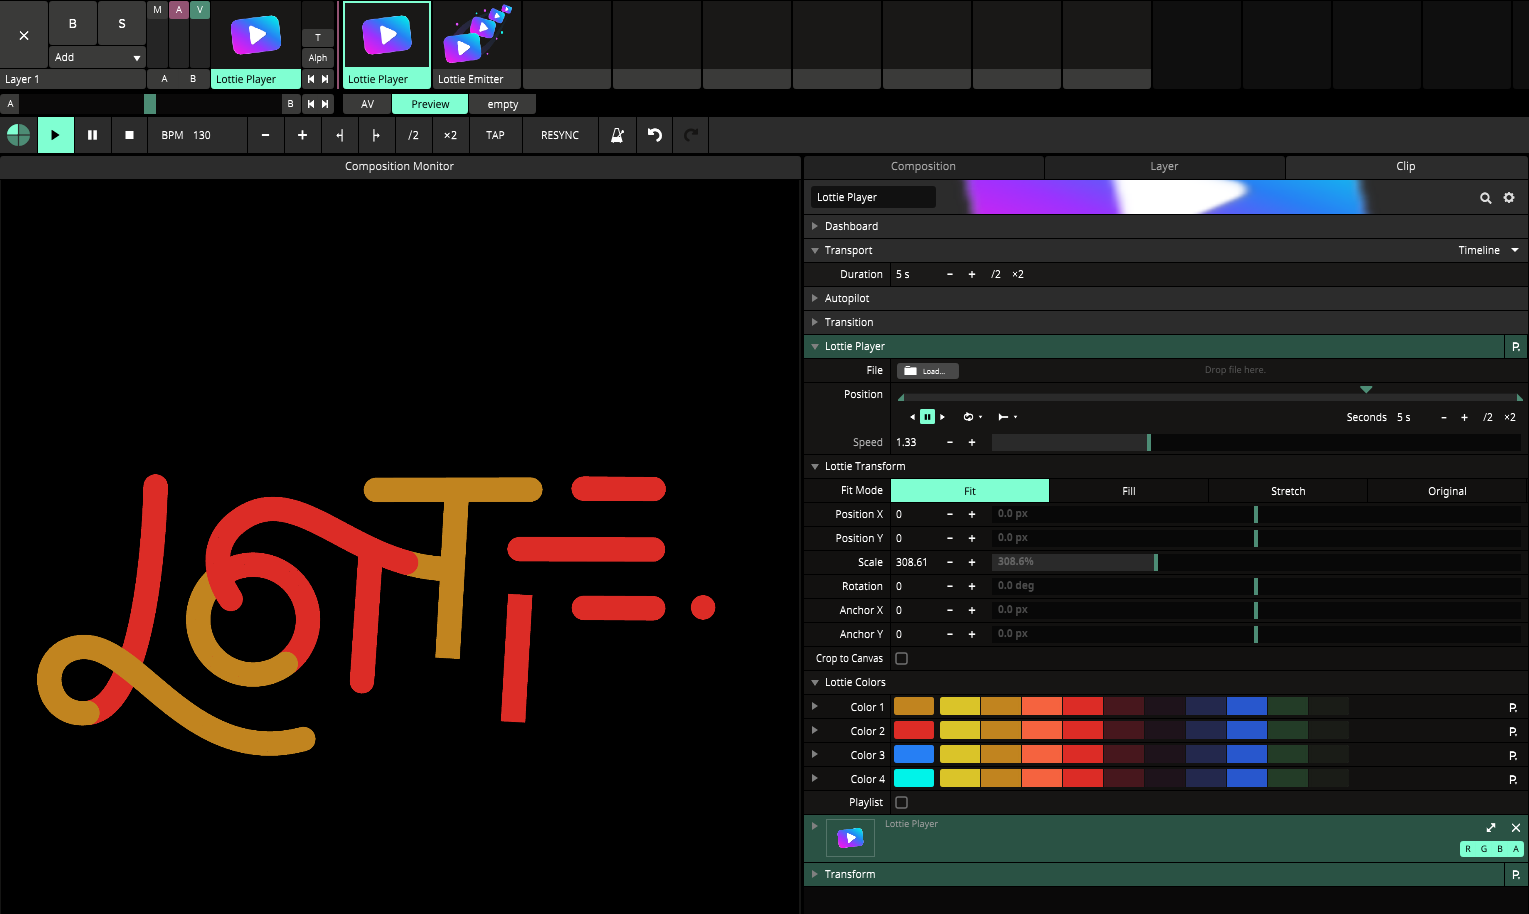 B S M A V
Add T
Alph
Layer 1 A B Lottie Player Lottie Player Lottie Emitter
A B AV Preview empty
BPM 130 /2 ×2 TAP RESYNC
Composition Monitor Composition Layer Clip
Lottie Player
Dashboard
Transport Timeline
Duration 5 s - + /2 ×2
Autopilot
Transition
Lottie Player P.
File Load... Drop file here.
Position
Seconds 5 s - + /2 ×2
Speed 1.33 - +
Lottie Transform
Fit Mode Fit Fill Stretch Original
Position X 0 - + 0.0 px
Position Y 0 - + 0.0 px
Scale 308.61 - + 308.6%
Rotation 0 - + 0.0 deg
Anchor X 0 - + 0.0 px
Anchor Y 0 - + 0.0 px
Crop to Canvas
Lottie Colors
Color 1 P.
Color 2 P.
Color 3 P.
Color 4 P.
Playlist
Lottie Player
R G B A
Transform P.
LOTTIE.